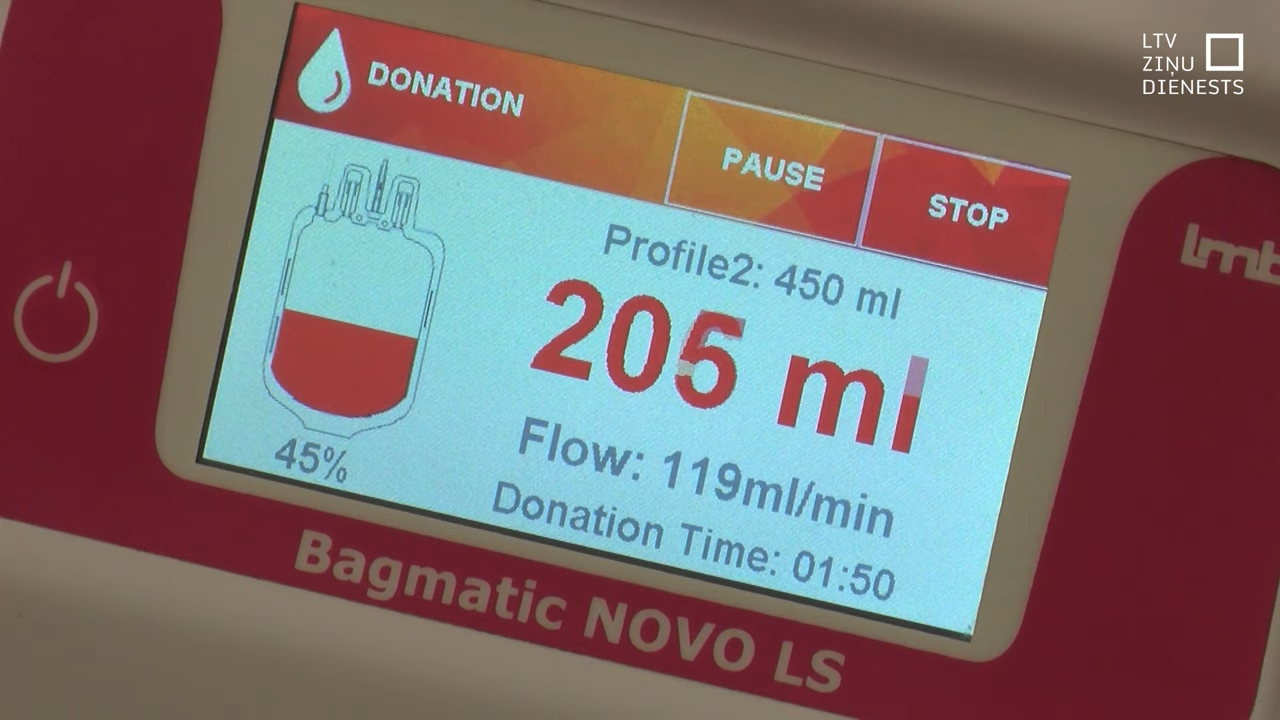 LTV
ZIŅU
DIENESTS
DONATION
PAUSE
STOP
Profile2: 450 ml
205 ml
Flow: 119ml/min
Donation Time: 01:50
45%
Bagmatic NOVO LS